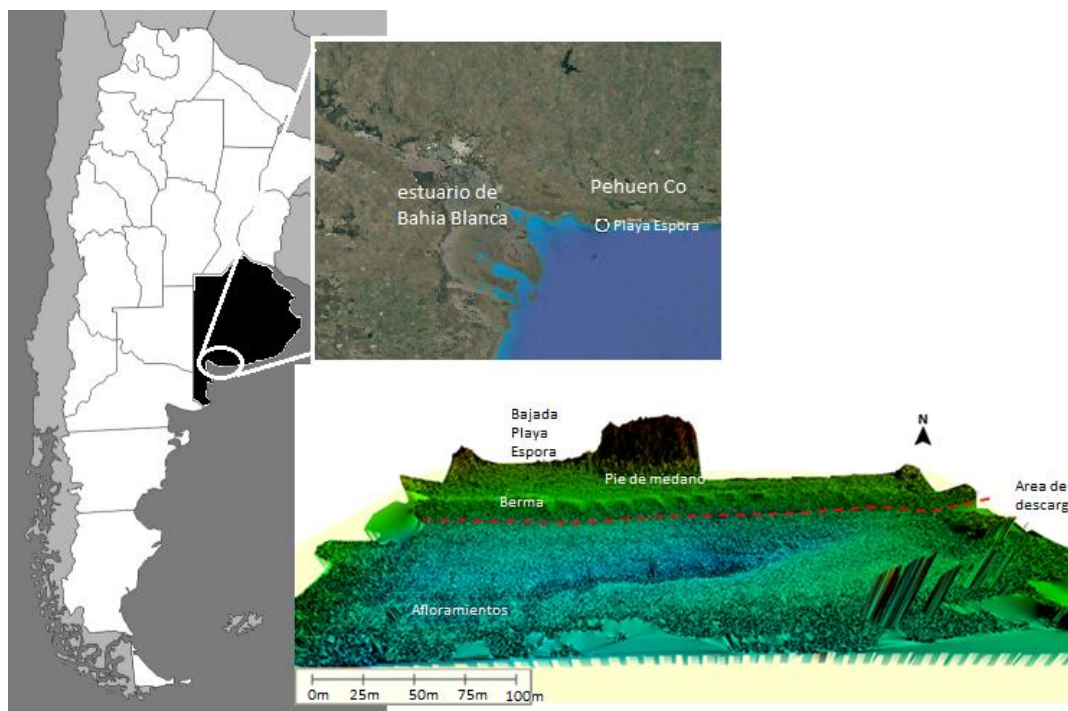 estuario de
Bahia Blanca
Pehuen Co
Playa Espora
Bajada
Playa
Espora
N
Pie de medano
Berma
Area de
descarg
Afloramientos
0m 25m 50m 75m 100m